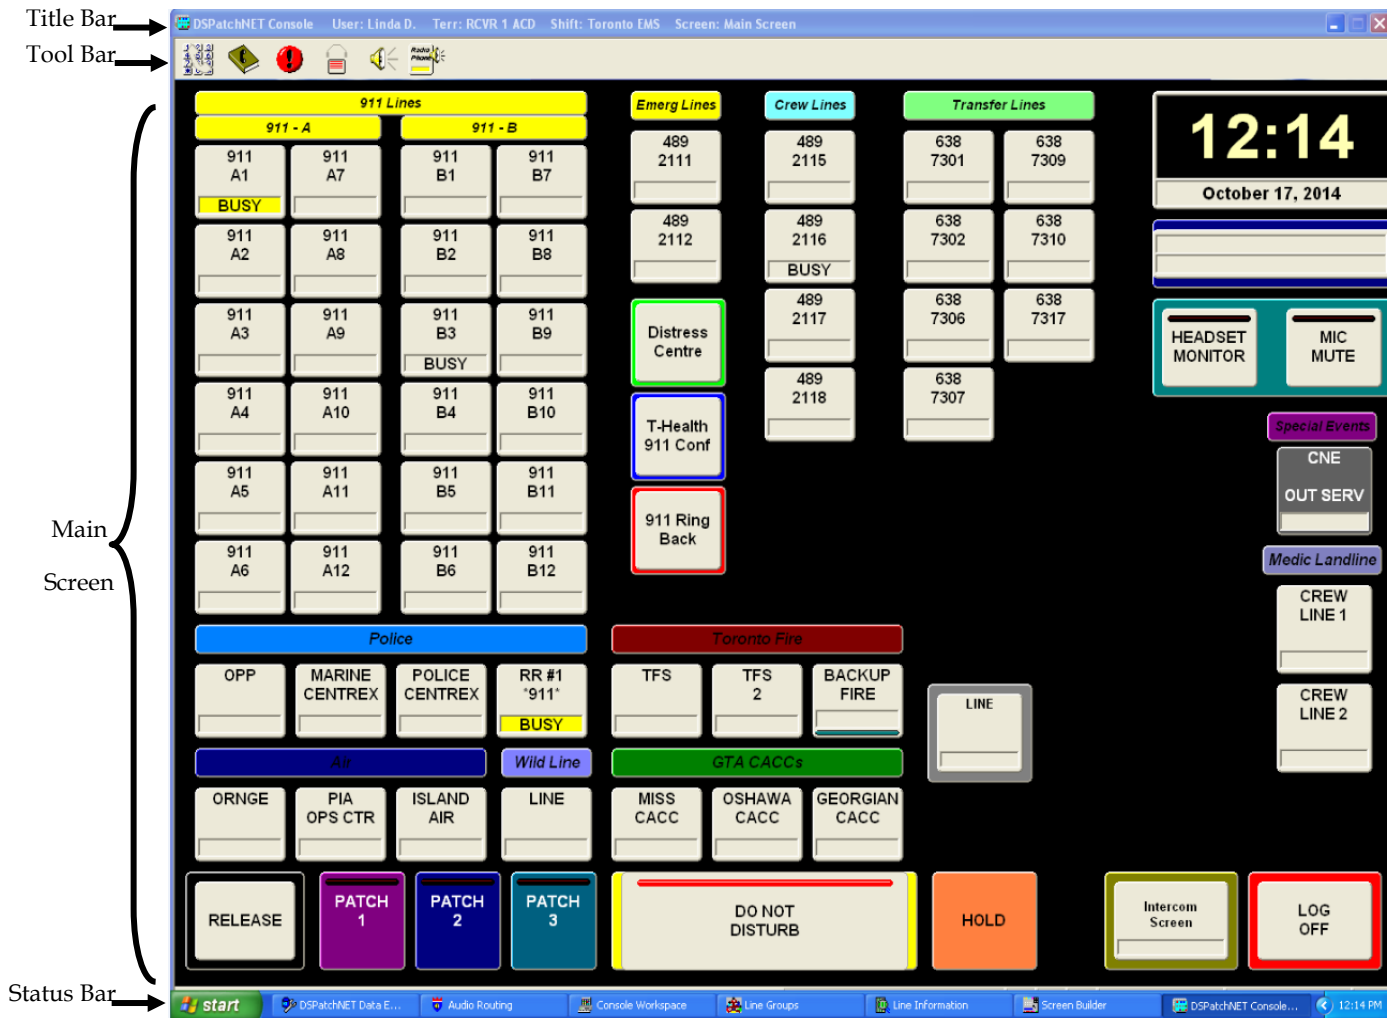 Title Bar
DSPatchNET Console User: Linda D. Terr: RCVR 1 ACD Shift: Toronto EMS Screen: Main Screen
Tool Bar
Radio
Phone
911 Lines
911 - A
911 - B
Emerg Lines
Crew Lines
Transfer Lines
12:14
October 17, 2014
911
A1
BUSY
911
A7
911
B1
911
B7
489
2111
489
2115
638
7301
638
7309
911
A2
911
A8
911
B2
911
B8
489
2112
489
2116
BUSY
638
7302
638
7310
911
A3
911
A9
911
B3
BUSY
911
B9
Distress
Centre
489
2117
638
7306
638
7317
HEADSET
MONITOR
MIC
MUTE
911
A4
911
A10
911
B4
911
B10
T-Health
911 Conf
489
2118
638
7307
Special Events
CNE
OUT SERV
911
A5
911
A11
911
B5
911
B11
911 Ring
Back
Main
Screen
911
A6
911
A12
911
B6
911
B12
Medic Landline
CREW
LINE 1
CREW
LINE 2
Police
Toronto Fire
OPP
MARINE
CENTREX
POLICE
CENTREX
RR #1
*911*
BUSY
TFS
TFS
2
BACKUP
FIRE
LINE
Air
Wild Line
GTA CACCs
ORNGE
PIA
OPS CTR
ISLAND
AIR
LINE
MISS
CACC
OSHAWA
CACC
GEORGIAN
CACC
RELEASE
PATCH
1
PATCH
2
PATCH
3
DO NOT
DISTURB
HOLD
Intercom
Screen
LOG
OFF
Status Bar
start
DSPatchNET Data E...
Audio Routing
Console Workspace
Line Groups
Line Information
Screen Builder
DSPatchNET Console...
12:14 PM